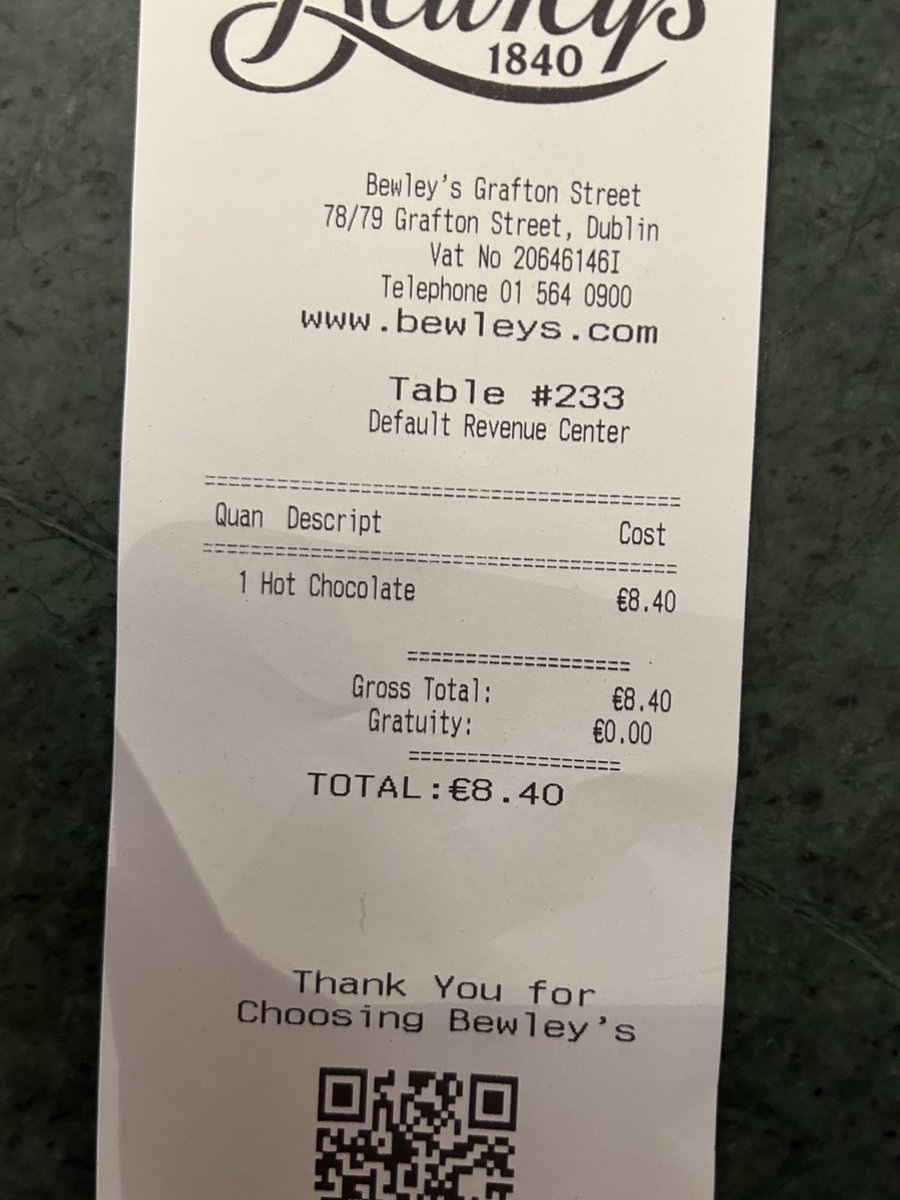 Bewley's
1840
Bewley's Grafton Street
78/79 Grafton Street, Dublin
Vat No 20646146I
Telephone 01 564 0900
www.bewleys.com
Table #233
Default Revenue Center
========================================
Quan Descript Cost
========================================
1 Hot Chocolate €8.40
===================
Gross Total: €8.40
Gratuity: €0.00
==================
TOTAL:€8.40
Thank You for
Choosing Bewley's